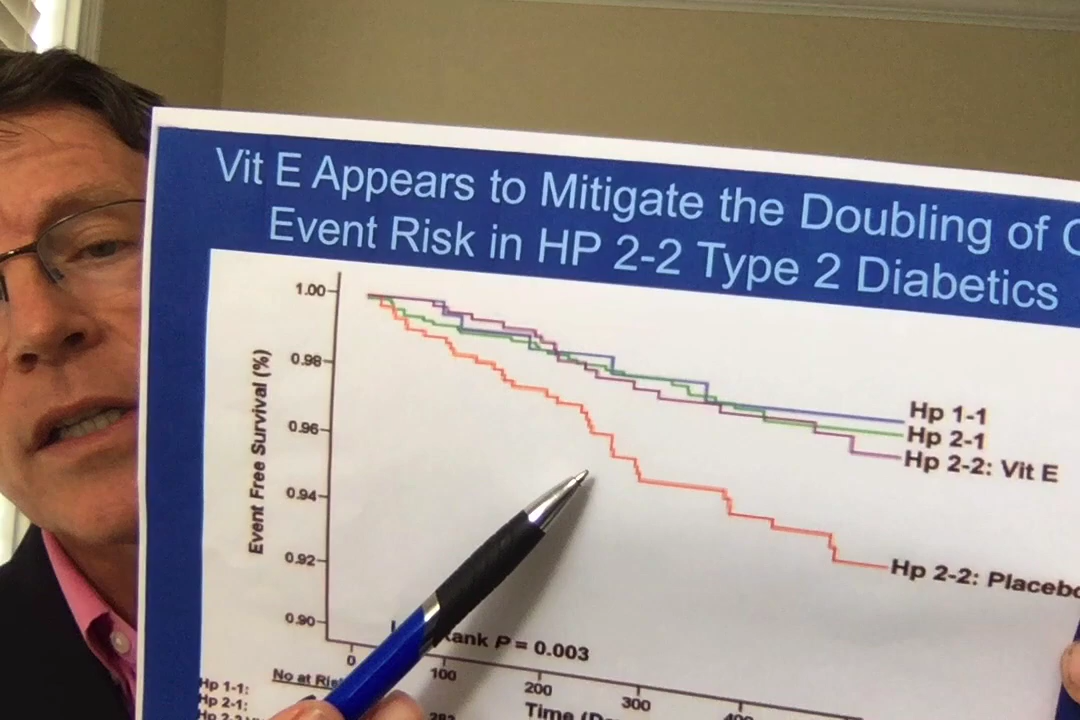 Vit E Appears to Mitigate the Doubling of
Event Risk in HP 2-2 Type 2 Diabetics
Event Free Survival (%)
1.00
0.98
0.96
0.94
0.92
0.90
Hp 1-1
Hp 2-1
Hp 2-2: Vit E
Hp 2-2: Placebo
ank P = 0.003
0
100
200
300
400
Time
No at
Hp 1-1:
Hp 2-1: